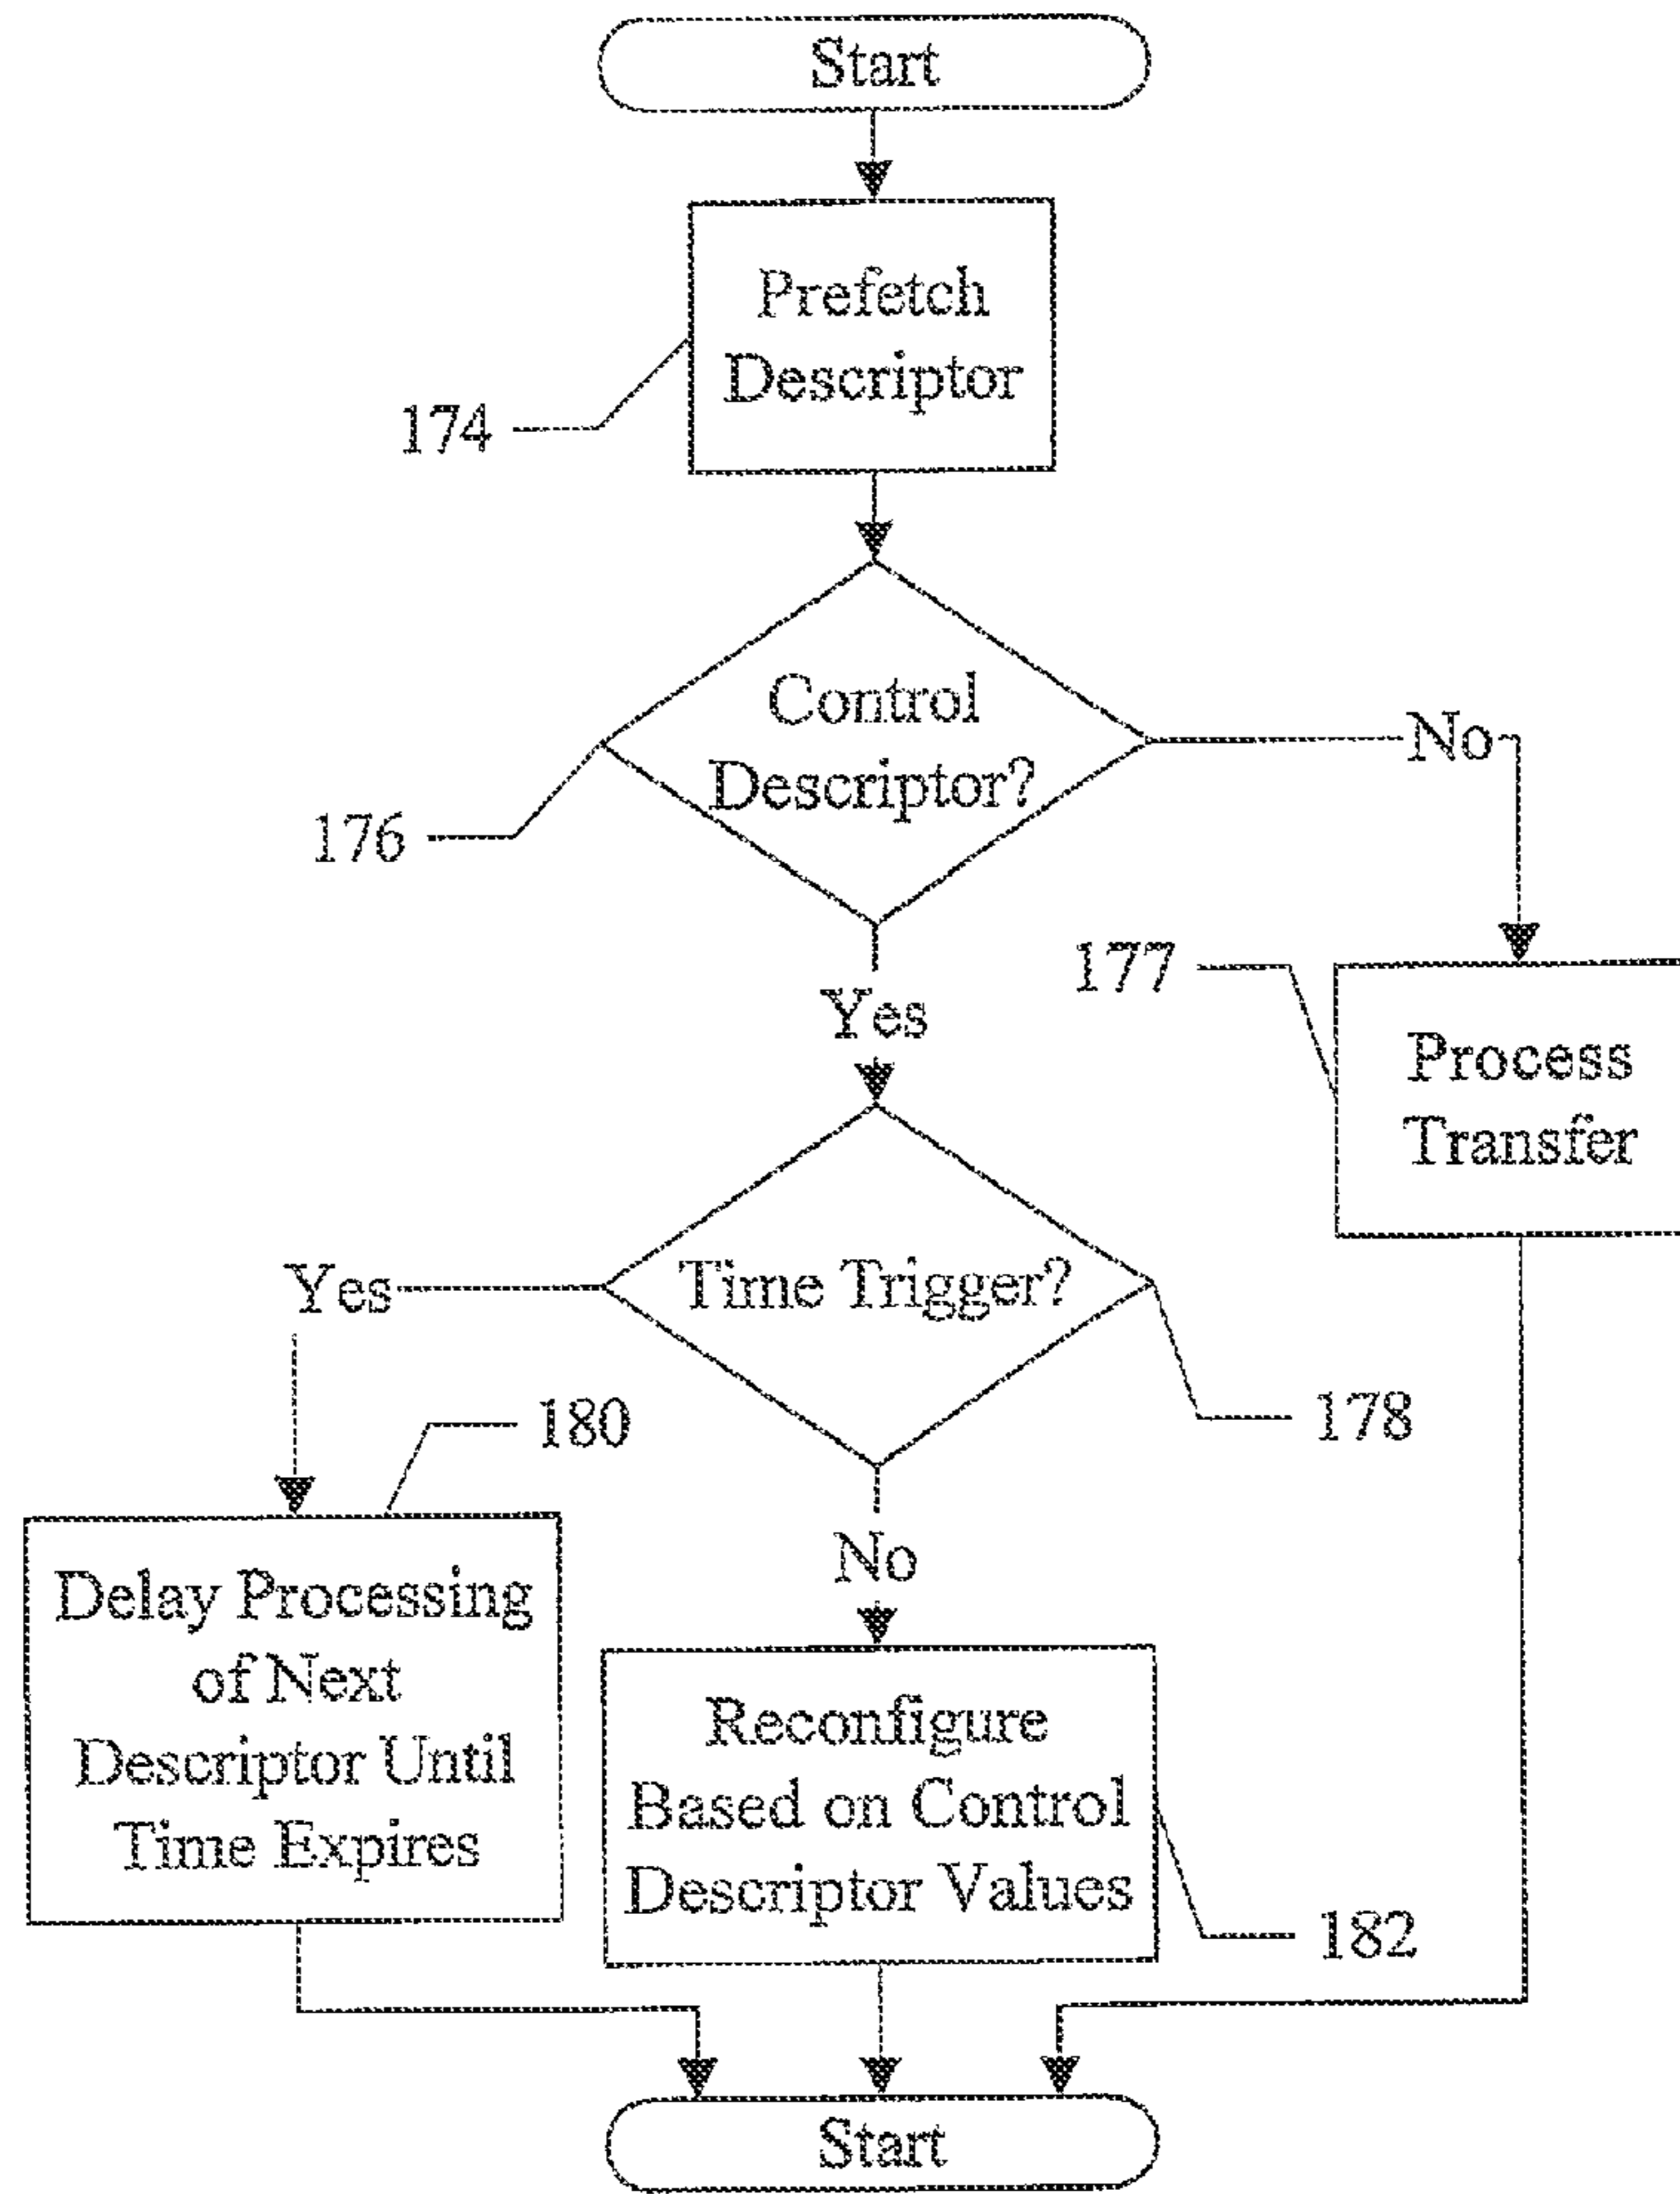 Start
Prefetch
Descriptor
174
Control
Descriptor?
No
176
Yes
177
Process
Transfer
Time Trigger?
Yes
178
180
No
Delay Processing
of Next
Descriptor Until
Time Expires
Reconfigure
Based on Control
Descriptor Values
182
Start